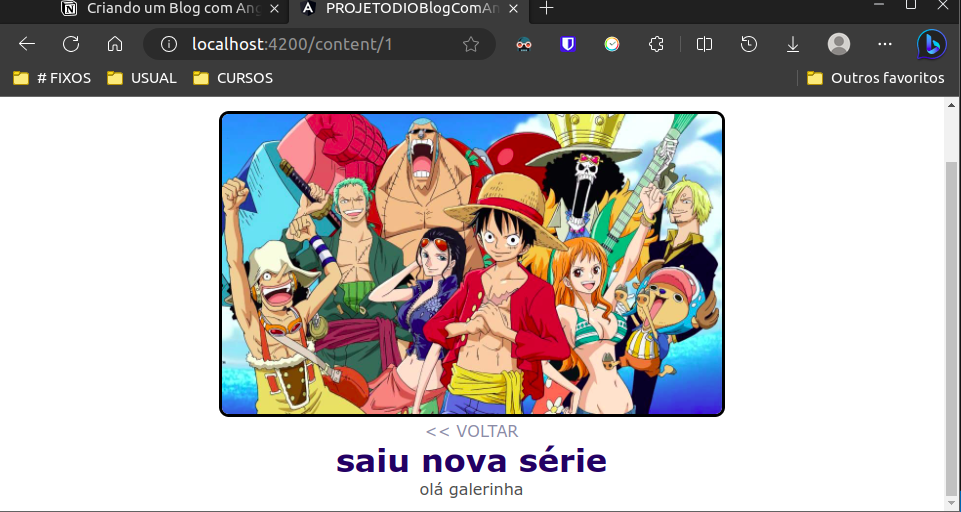 Criando um Blog com Ang
PROJETODIOBlogComAn
localhost:4200/content/1
# FIXOS
USUAL
CURSOS
Outros favoritos
<< VOLTAR
saiu nova série
olá galerinha